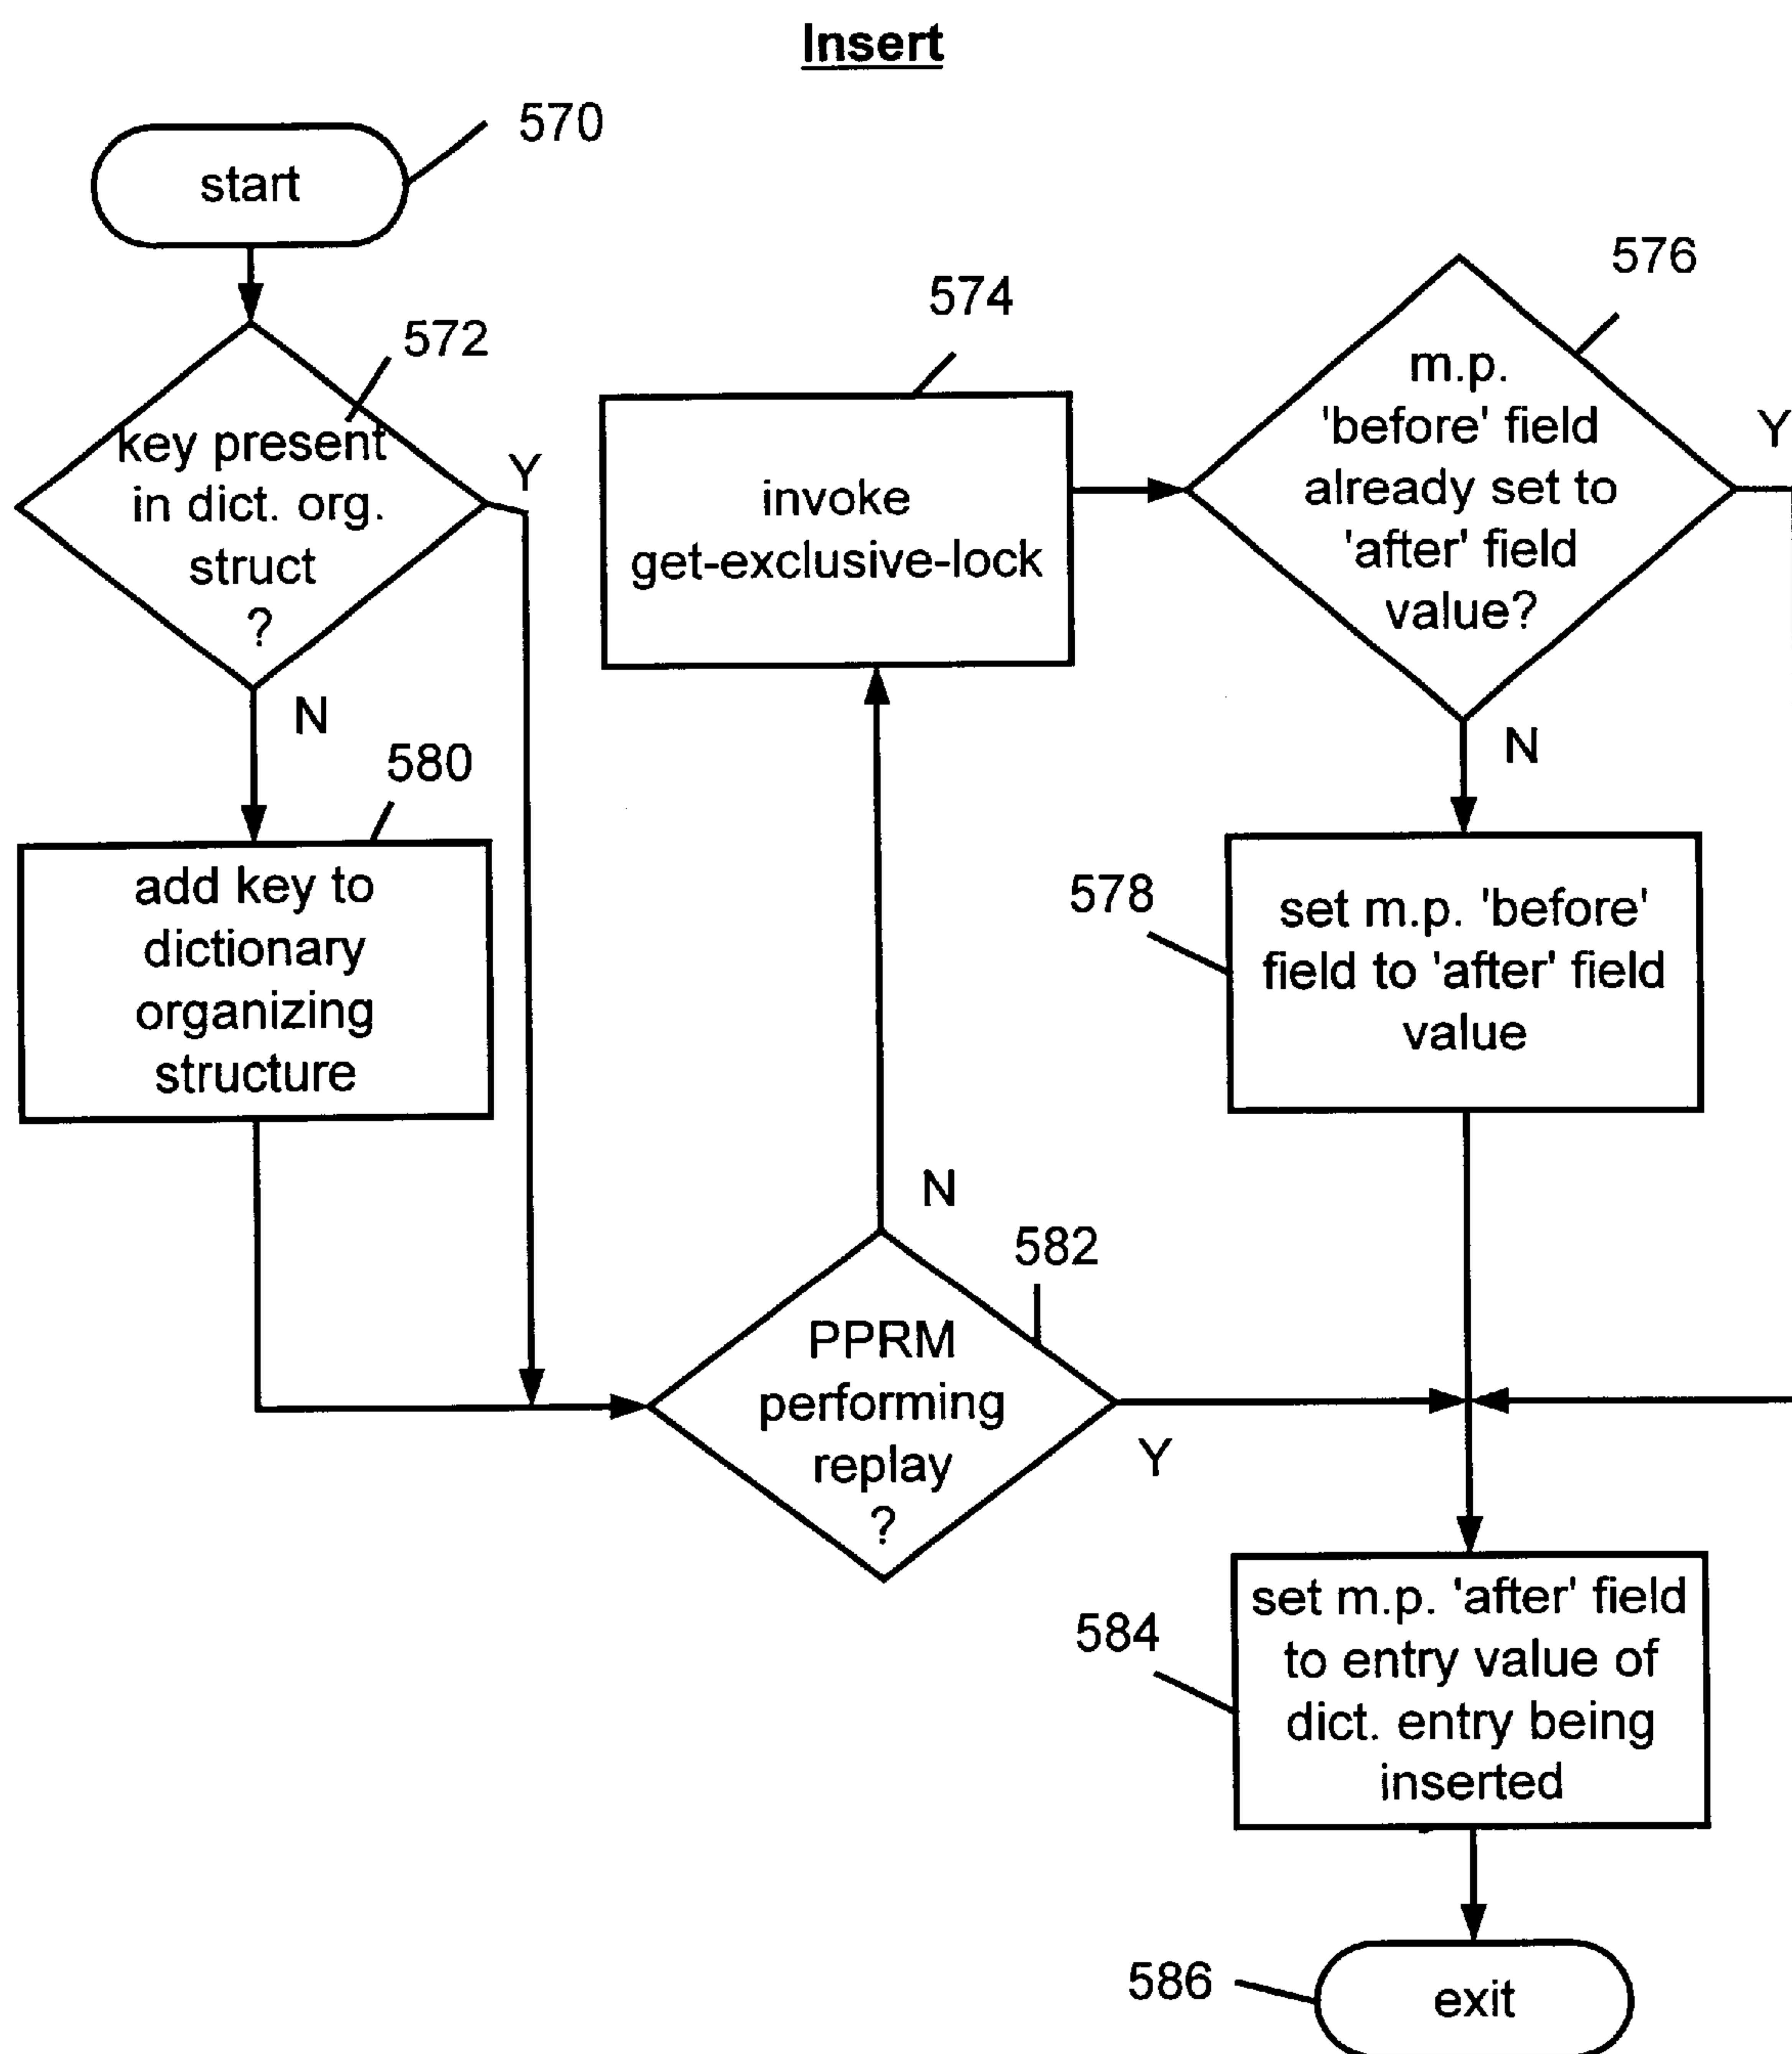 Insert
570
start
572
key present
in dict. org.
struct
?
Y
N
580
add key to
dictionary
organizing
structure
574
invoke
get-exclusive-lock
576
m.p.
'before' field
already set to
'after' field
value?
Y
N
578
set m.p. 'before'
field to 'after' field
value
N
582
PPRM
performing
replay
?
Y
584
set m.p. 'after' field
to entry value of
dict. entry being
inserted
586
exit